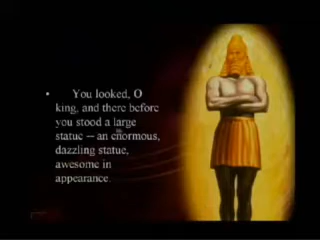 • You looked, O
king, and there before
you stood a large
statue -- an enormous,
dazzling statue,
awesome in
appearance.